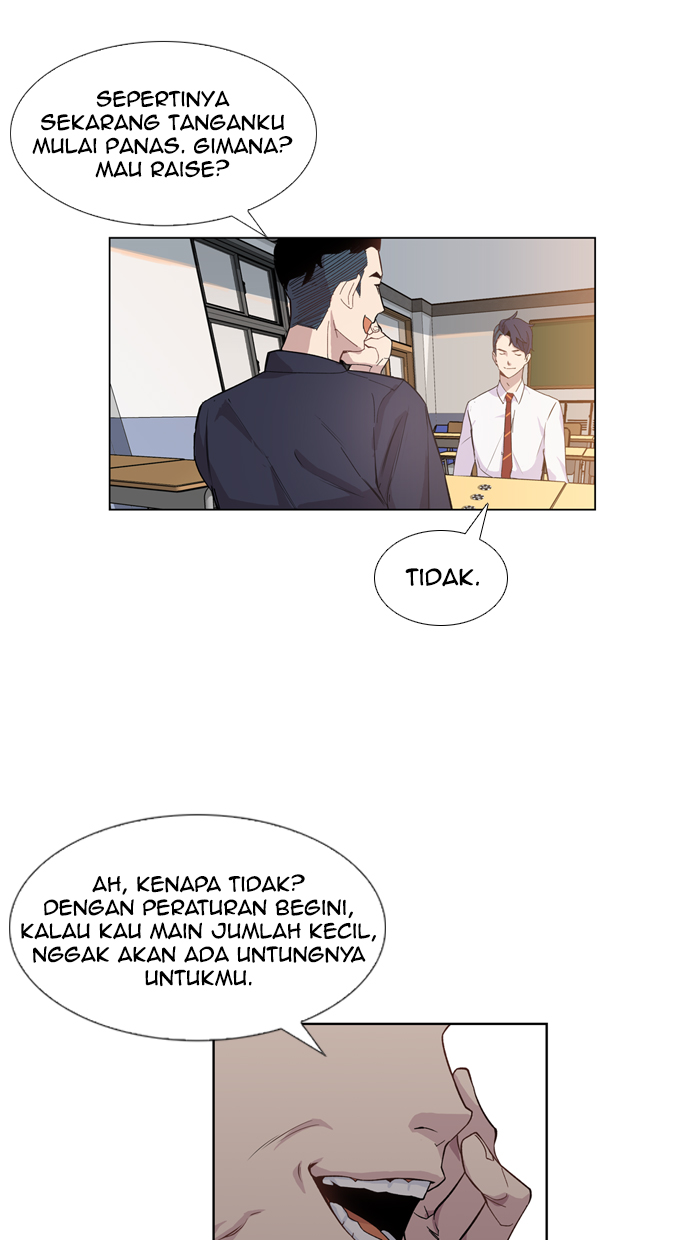 SEPERTINYA
SEKARANG TANGANKU
MULAI PANAS. GIMANA?
MAU RAISE?
TIDAK.
AH, KENAPA TIDAK?
DENGAN PERATURAN BEGINI,
KALAU KAU MAIN JUMLAH KECIL,
NGGAK AKAN ADA UNTUNGNYA
UNTUKMU.